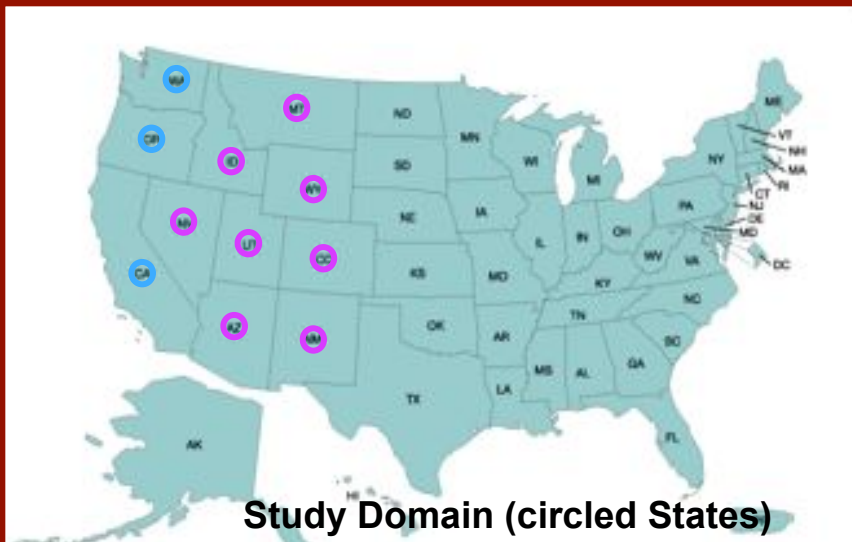 WA
MT
ND
ME
OR
MN
VT
ID
NH
SD
WI
NY
MA
WY
MI
RI
CT
NV
NE
IA
PA
NJ
UT
DE
CO
IL
IN
OH
MD
WV
CA
KS
MO
VA
DC
KY
NC
AZ
TN
NM
OK
AR
SC
MS
AL
GA
TX
LA
AK
FL
HI
Study Domain (circled States)